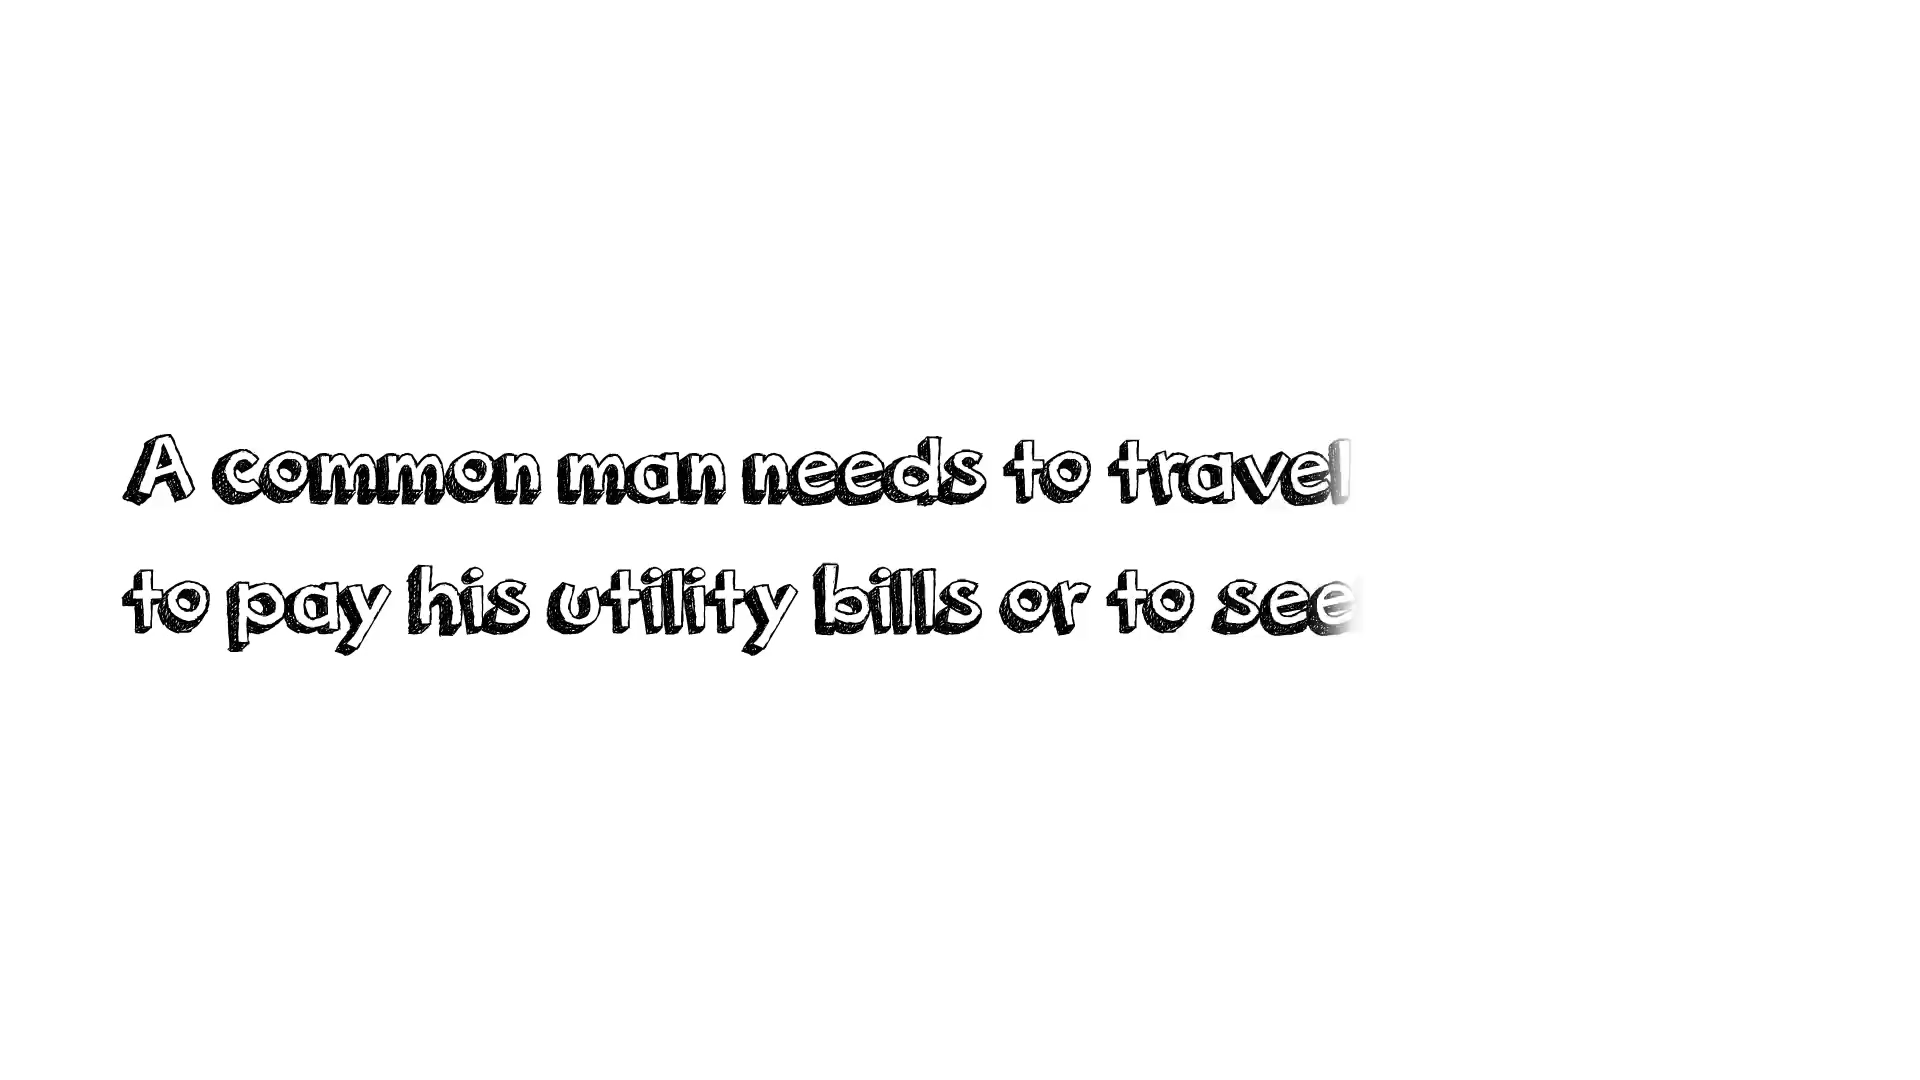 A common man needs to travel
to pay his utility bills or to see